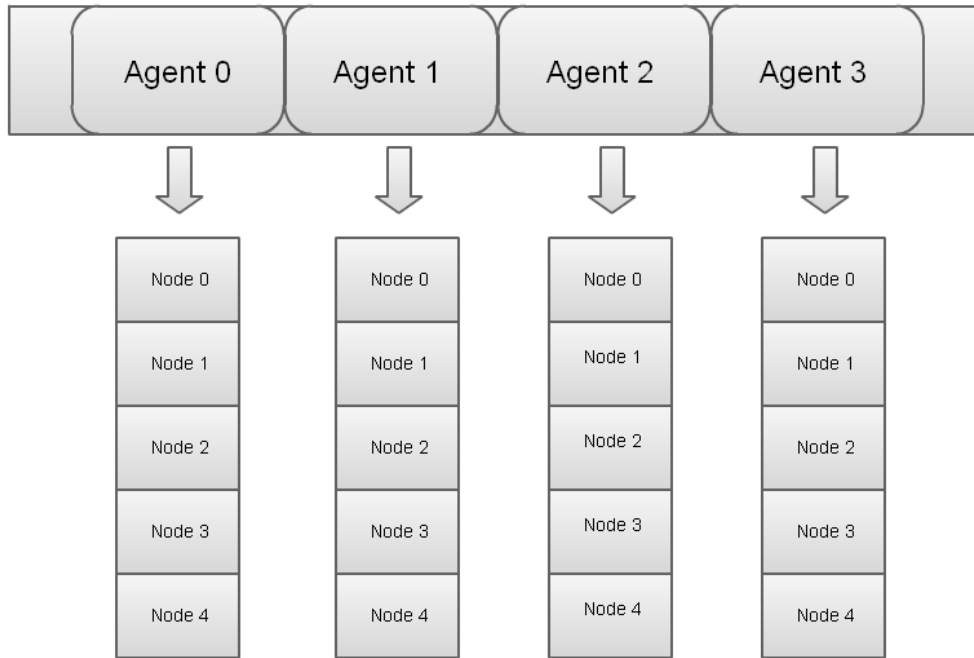 Agent 0 Agent 1 Agent 2 Agent 3
Node 0 Node 0 Node 0 Node 0
Node 1 Node 1 Node 1 Node 1
Node 2 Node 2 Node 2 Node 2
Node 3 Node 3 Node 3 Node 3
Node 4 Node 4 Node 4 Node 4